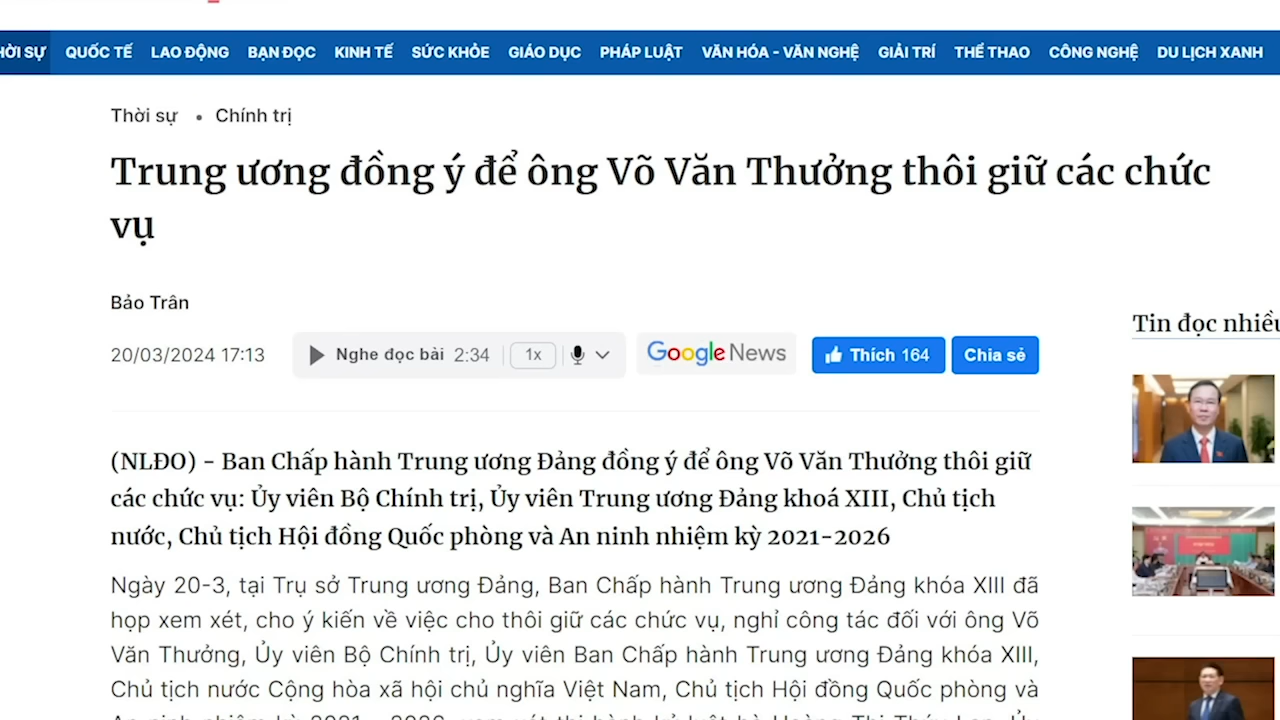 HỜI SỰ QUỐC TẾ LAO ĐỘNG BẠN ĐỌC KINH TẾ SỨC KHỎE GIÁO DỤC PHÁP LUẬT VĂN HÓA - VĂN NGHỆ GIẢI TRÍ THỂ THAO CÔNG NGHỆ DU LỊCH XANH
Thời sự • Chính trị
Trung ương đồng ý để ông Võ Văn Thưởng thôi giữ các chức
vụ
Bảo Trân
20/03/2024 17:13 Nghe đọc bài 2:34 1x Google News Thích 164 Chia sẻ
Tin đọc nhiều
(NLĐO) - Ban Chấp hành Trung ương Đảng đồng ý để ông Võ Văn Thưởng thôi giữ
các chức vụ: Ủy viên Bộ Chính trị, Ủy viên Trung ương Đảng khoá XIII, Chủ tịch
nước, Chủ tịch Hội đồng Quốc phòng và An ninh nhiệm kỳ 2021-2026
Ngày 20-3, tại Trụ sở Trung ương Đảng, Ban Chấp hành Trung ương Đảng khóa XIII đã
họp xem xét, cho ý kiến về việc cho thôi giữ các chức vụ, nghỉ công tác đối với ông Võ
Văn Thưởng, Ủy viên Bộ Chính trị, Ủy viên Ban Chấp hành Trung ương Đảng khóa XIII,
Chủ tịch nước Cộng hòa xã hội chủ nghĩa Việt Nam, Chủ tịch Hội đồng Quốc phòng và